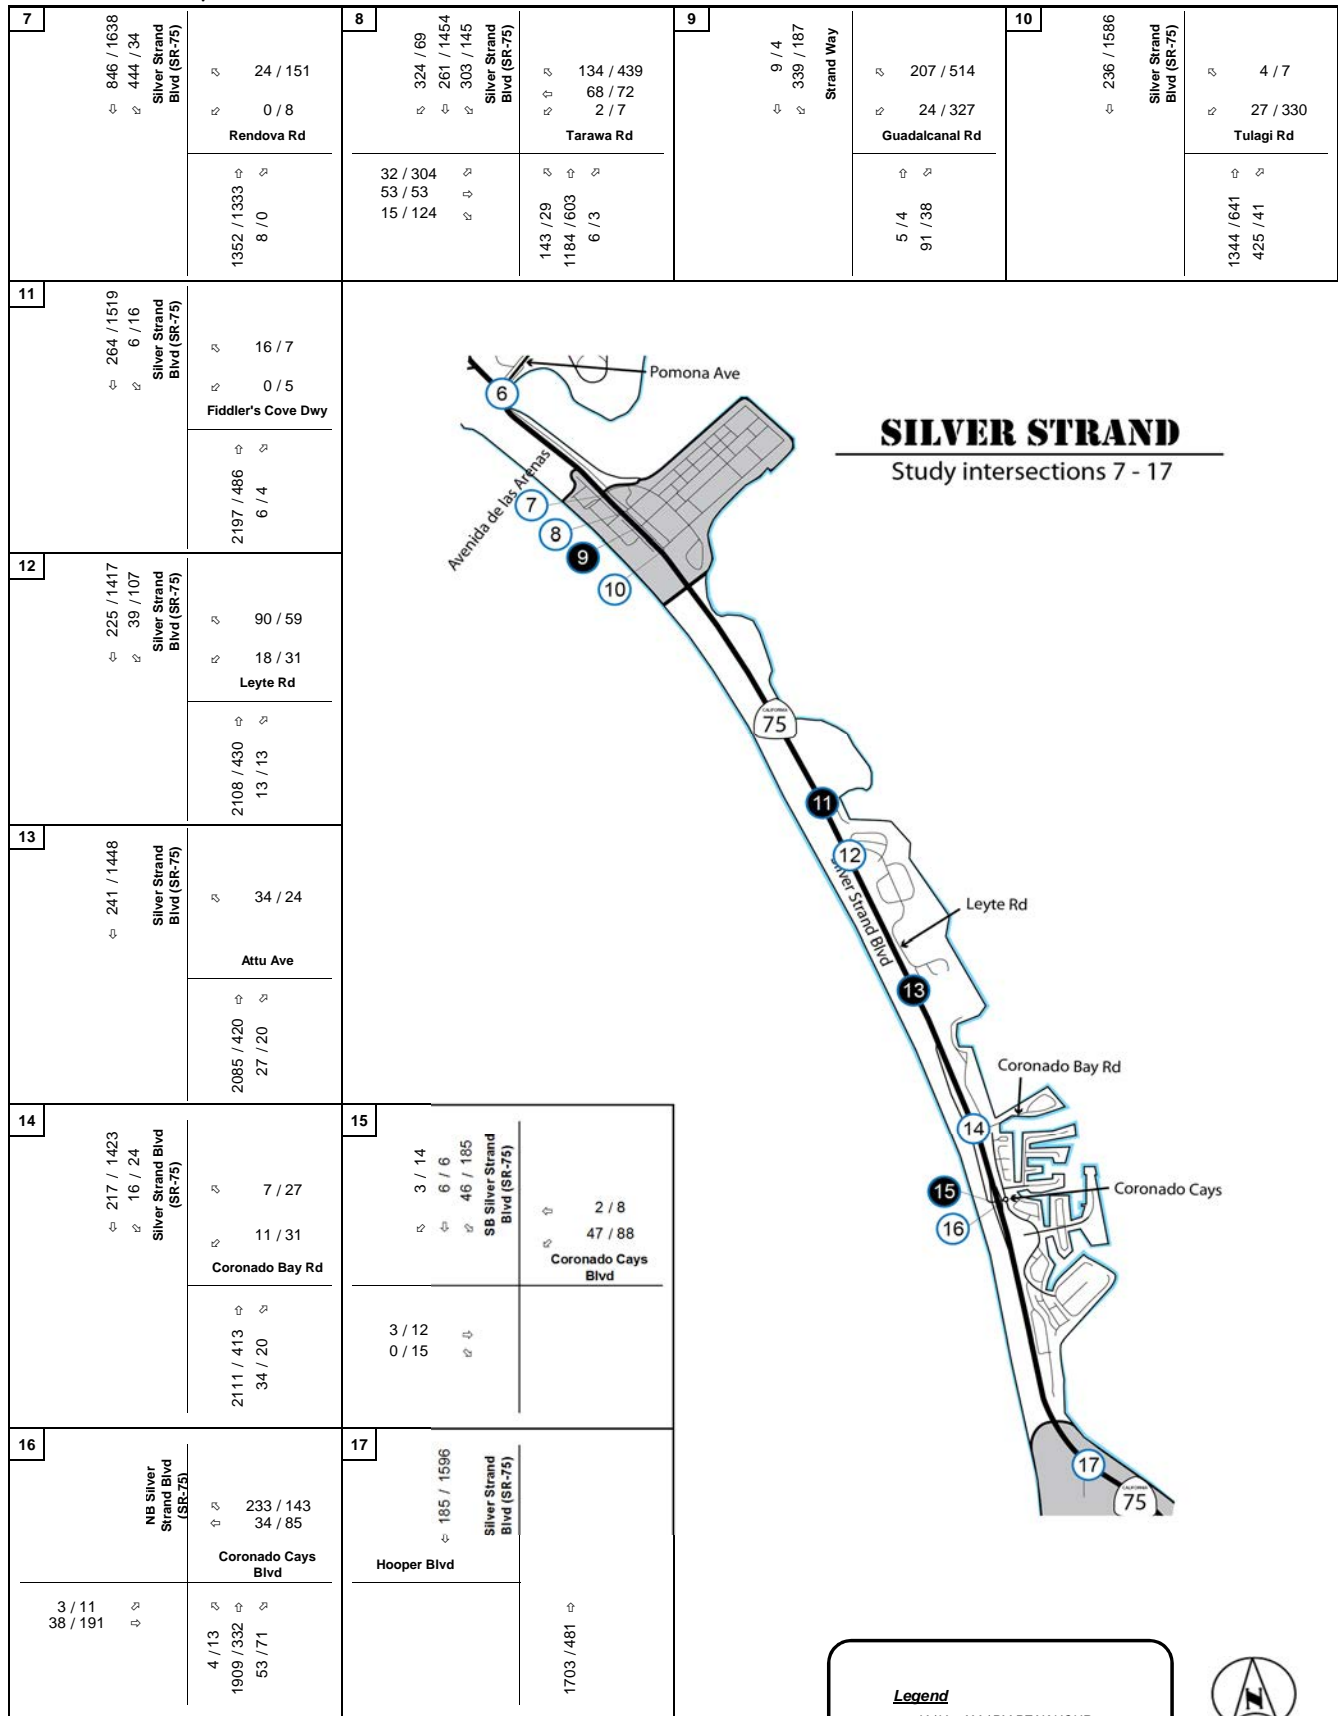 7
846 / 1638
444 / 34
Silver Strand
Blvd (SR-75)
24 / 151
0 / 8
Rendova Rd
1352 / 1333
8 / 0
8
324 / 69
261 / 1454
303 / 145
Silver Strand
Blvd (SR-75)
134 / 439
68 / 72
2 / 7
Tarawa Rd
32 / 304
53 / 53
15 / 124
143 / 29
1184 / 603
6 / 3
9
9 / 4
339 / 187
Strand Way
207 / 514
24 / 327
Guadalcanal Rd
5 / 4
91 / 38
10
236 / 1586
Silver Strand
Blvd (SR-75)
4 / 7
27 / 330
Tulagi Rd
1344 / 641
425 / 41
11
264 / 1519
6 / 16
Silver Strand
Blvd (SR-75)
16 / 7
0 / 5
Fiddler's Cove Dwy
2197 / 486
6 / 4
12
225 / 1417
39 / 107
Silver Strand
Blvd (SR-75)
90 / 59
18 / 31
Leyte Rd
2108 / 430
13 / 13
13
241 / 1448
Silver Strand
Blvd (SR-75)
34 / 24
Attu Ave
2085 / 420
27 / 20
14
217 / 1423
16 / 24
Silver Strand Blvd
(SR-75)
7 / 27
11 / 31
Coronado Bay Rd
2111 / 413
34 / 20
15
3 / 14
6 / 6
46 / 185
SB Silver Strand
Blvd (SR-75)
2 / 8
47 / 88
Coronado Cays
Blvd
3 / 12
0 / 15
16
NB Silver
Strand Blvd
(SR-75)
233 / 143
34 / 85
Coronado Cays
Blvd
3 / 11
38 / 191
4 / 13
1909 / 332
53 / 71
17
185 / 1596
Silver Strand
Blvd (SR-75)
Hooper Blvd
1703 / 481
SILVER STRAND
Study intersections 7 - 17
Pomona Ave
6
Avenida de las Arenas
7
8
9
10
CALIFORNIA
75
11
12
Silver Strand Blvd
Leyte Rd
13
Coronado Bay Rd
14
15
Coronado Cays
16
17
CALIFORNIA
75
Legend
N